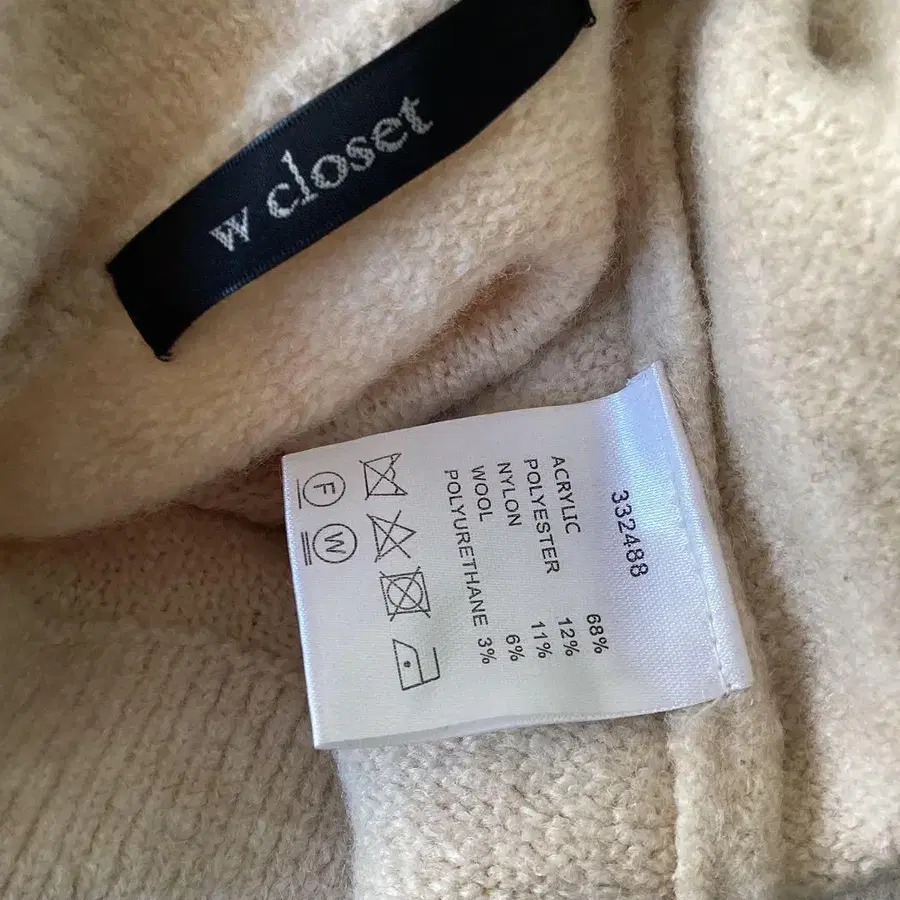 w closet
332488
ACRYLIC 68%
POLYESTER 12%
NYLON 11%
WOOL 6%
POLYURETHANE 3%
F
W